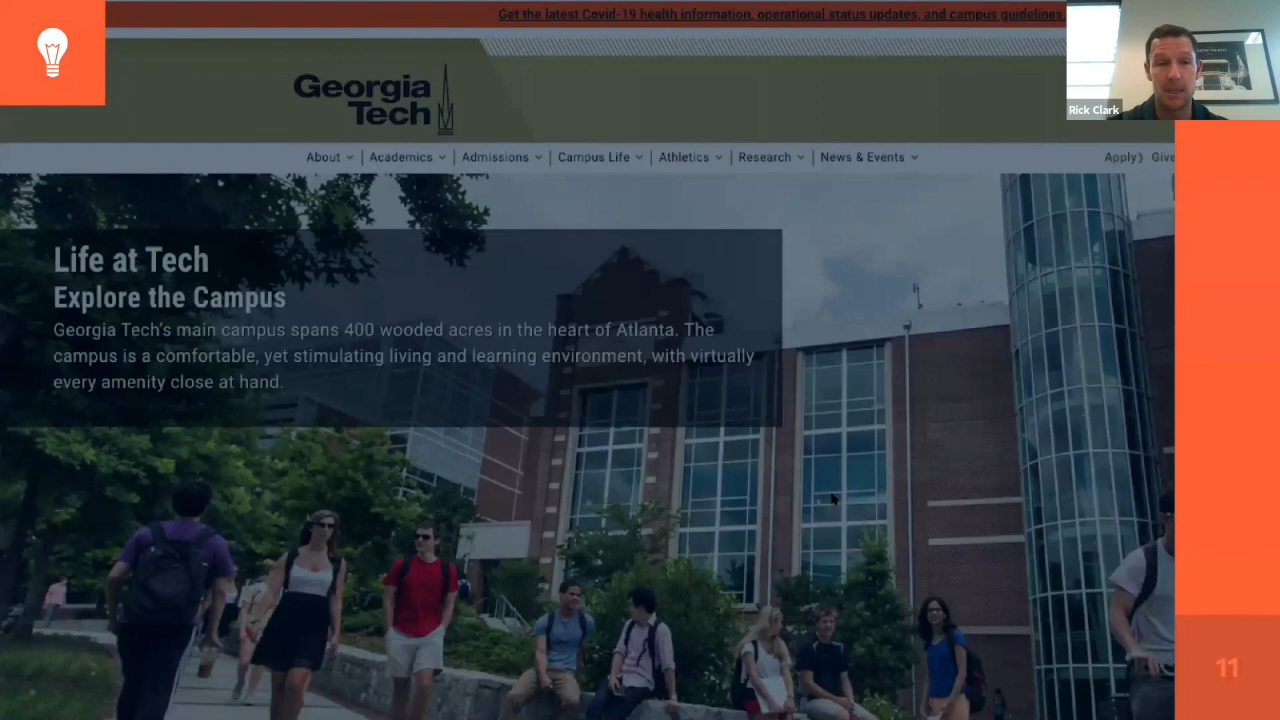 Get the latest Covid-19 health information, operational status updates, and campus guidelines.
Georgia
Tech
Rick Clark
About
Academics
Admissions
Campus Life
Athletics
Research
News & Events
Apply
Give
Life at Tech
Explore the Campus
Georgia Tech's main campus spans 400 wooded acres in the heart of Atlanta. The
campus is a comfortable, yet stimulating living and learning environment, with virtually
every amenity close at hand.
11